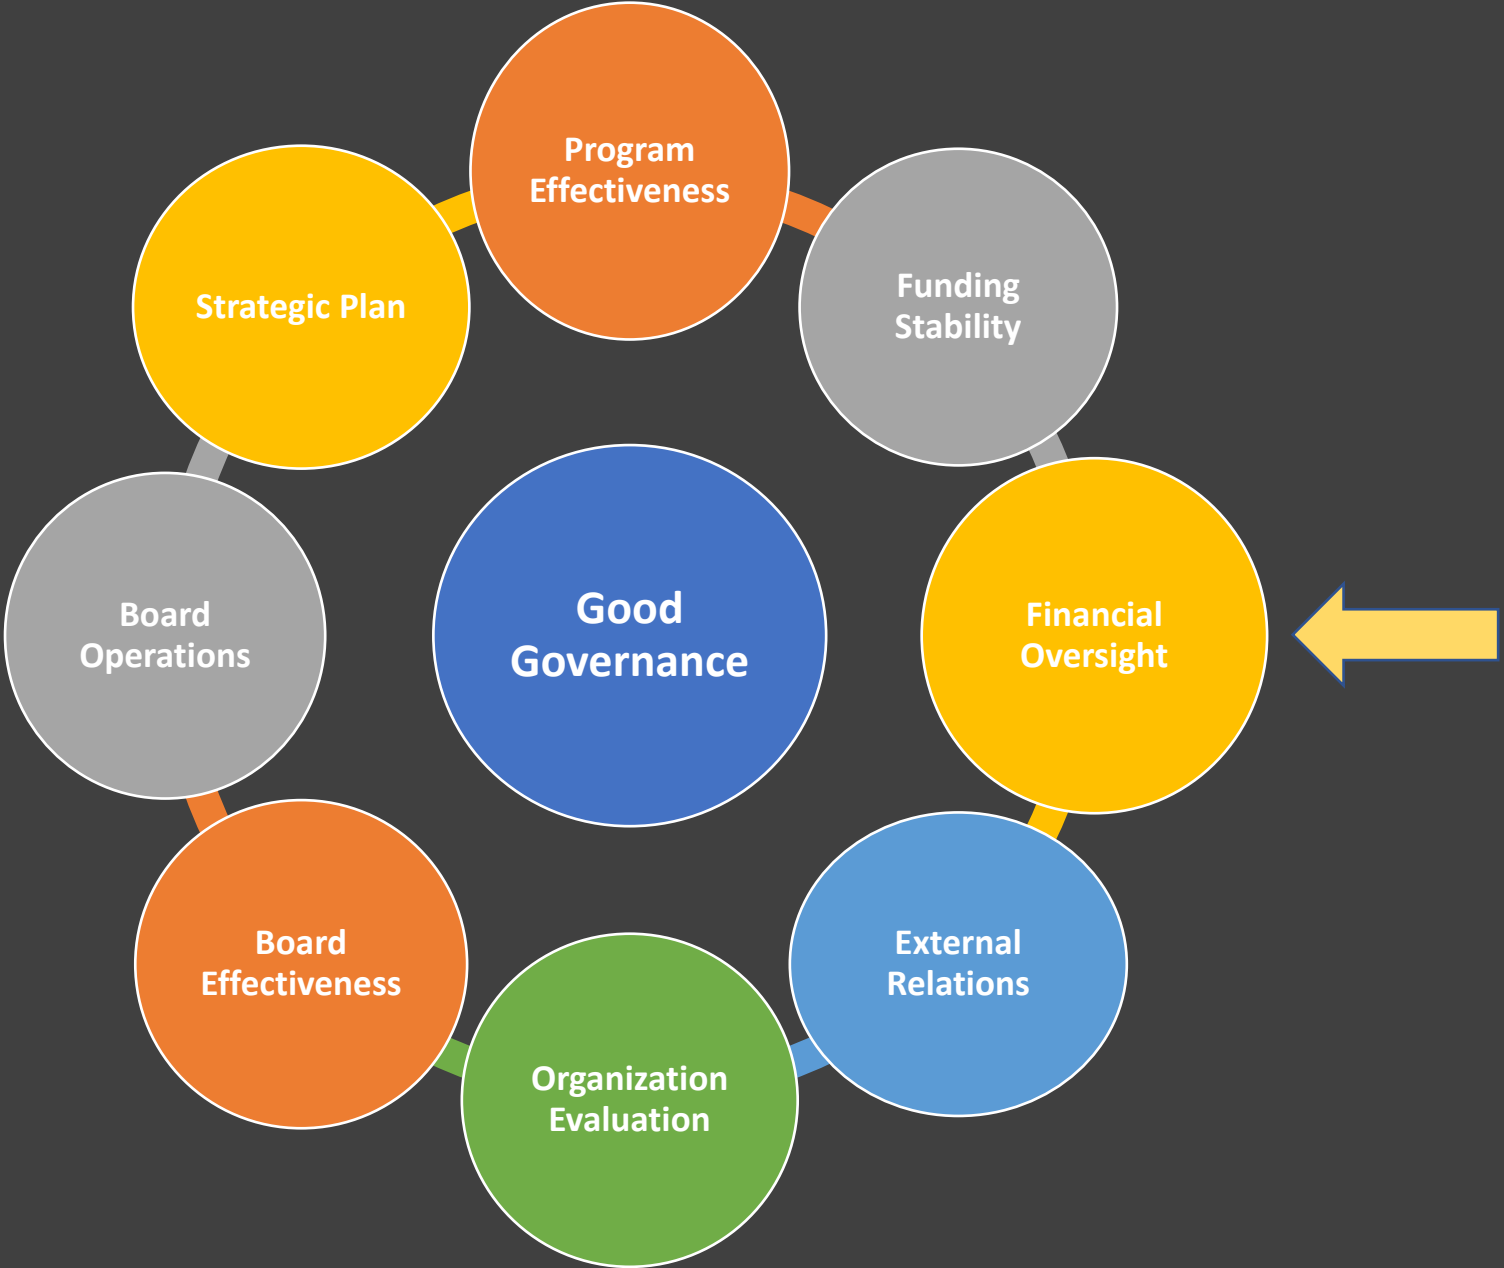 Program
Effectiveness
Strategic Plan
Funding
Stability
Good
Governance
Board
Operations
Financial
Oversight
Board
Effectiveness
External
Relations
Organization
Evaluation